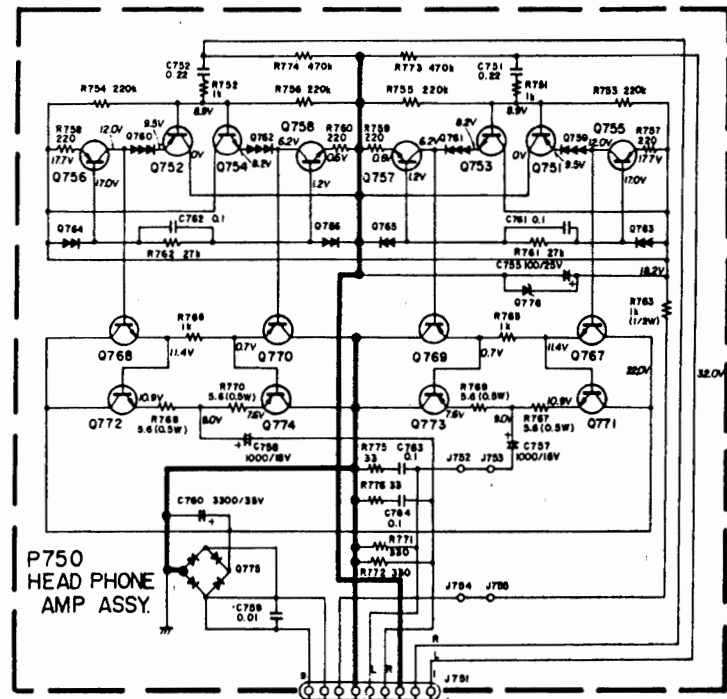 C752
0.22
R774 470k
R773 470k
C751
0.22
R754 220k
R752
1k
8.9V
R756 220k
R755 220k
R751
1k
8.9V
R753 220k
R758
220
17.7V
12.0V
Q760
9.5V
Q752
0V
Q754
8.2V
Q762
6.2V
Q758
R760
220
0.6V
R759
220
0.6V
Q757
6.2V
Q761
8.2V
Q753
0V
Q751
9.5V
Q759
12.0V
Q755
R757
220
17.7V
Q756
17.0V
1.2V
1.2V
17.0V
Q764
C762 0.1
R762 27k
Q766
Q765
C761 0.1
R761 27k
Q763
C755 100/25V
+
18.2V
Q776
R763
1k
(1/2W)
R766
1k
R765
1k
Q768
11.4V
0.7V
Q770
Q769
0.7V
11.4V
Q767
22.0V
32.0V
Q772
10.9V
R768
5.6 (0.5W)
R770
5.6 (0.5W)
9.0V
7.6V
Q774
Q773
7.6V
R769
5.6 (0.5W)
9.0V
R767
5.6 (0.5W)
10.9V
Q771
+
C758
1000/16V
+
C757
1000/16V
R775
33
C763
0.1
J752
J753
R776 33
C764
0.1
C760 3300/35V
+
R771
330
R772 330
P750
HEAD PHONE
AMP ASSY.
Q775
C759
0.01
J754
J755
9
L
R
R
L
1
J751